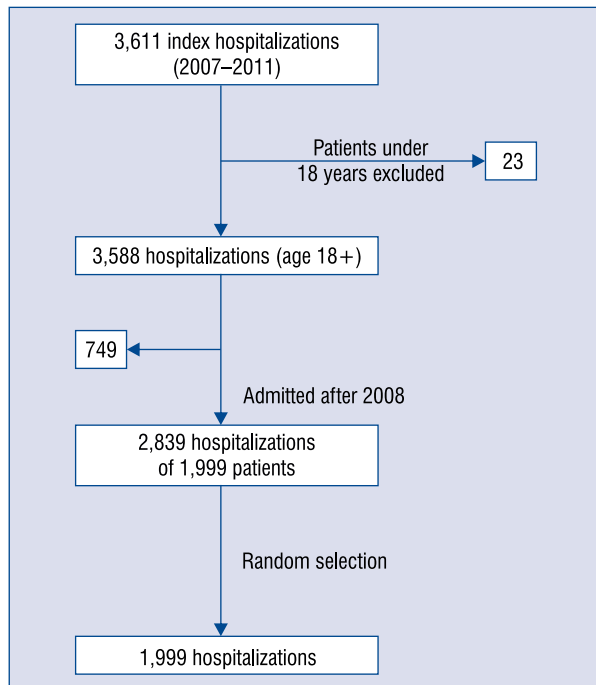 3,611 index hospitalizations
(2007–2011)
Patients under
18 years excluded
23
3,588 hospitalizations (age 18+)
749
Admitted after 2008
2,839 hospitalizations
of 1,999 patients
Random selection
1,999 hospitalizations